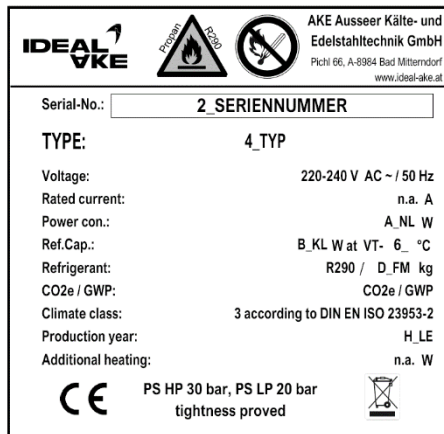 IDEAL AKE
Propan R290
AKE Ausseer Kälte- und
Edelstahltechnik GmbH
Pichl 66, A-8984 Bad Mitterndorf
www.ideal-ake.at
Serial-No.: 2_SERIENNUMMER
TYPE: 4_TYP
Voltage: 220-240 V AC ~ / 50 Hz
Rated current: n.a. A
Power con.: A_NL W
Ref.Cap.: B_KL W at VT- 6_ °C
Refrigerant: R290 / D_FM kg
CO2e / GWP: CO2e / GWP
Climate class: 3 according to DIN EN ISO 23953-2
Production year: H_LE
Additional heating: n.a. W
CE PS HP 30 bar, PS LP 20 bar
tightness proved